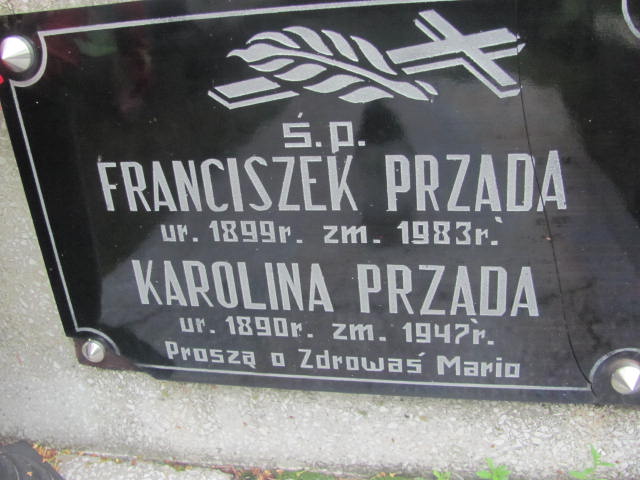 Ś.P.
FRANCISZEK PRZĄDA
ur. 1899r. zm. 1983r.
KAROLINA PRZĄDA
ur. 1890r. zm. 1947r.
Proszą o Zdrowaś Mario